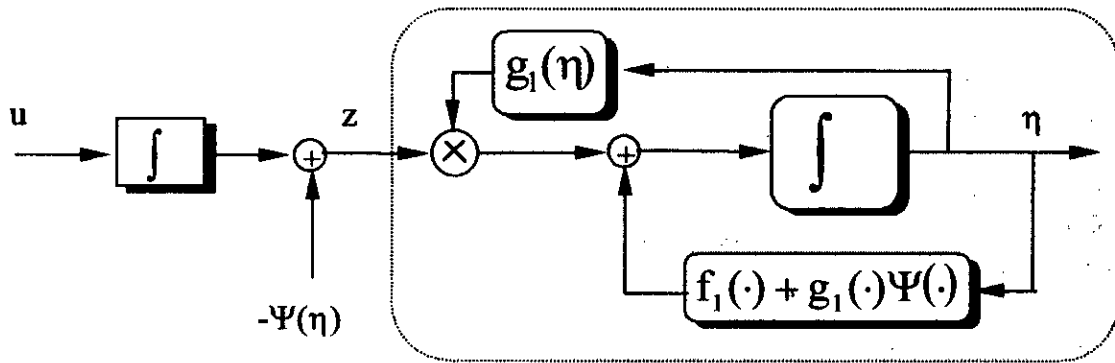 g₁(η)
u
∫
+
z
×
+
∫
η
f₁(·) + g₁(·)Ψ(·)
-Ψ(η)